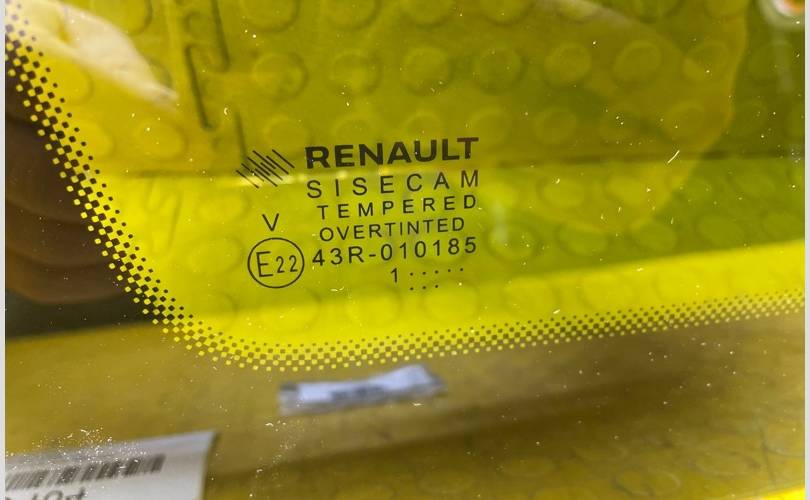 RENAULT
SISECAM
TEMPERED
OVERTINTED
V
E22 43R-010185
1 ..... ...